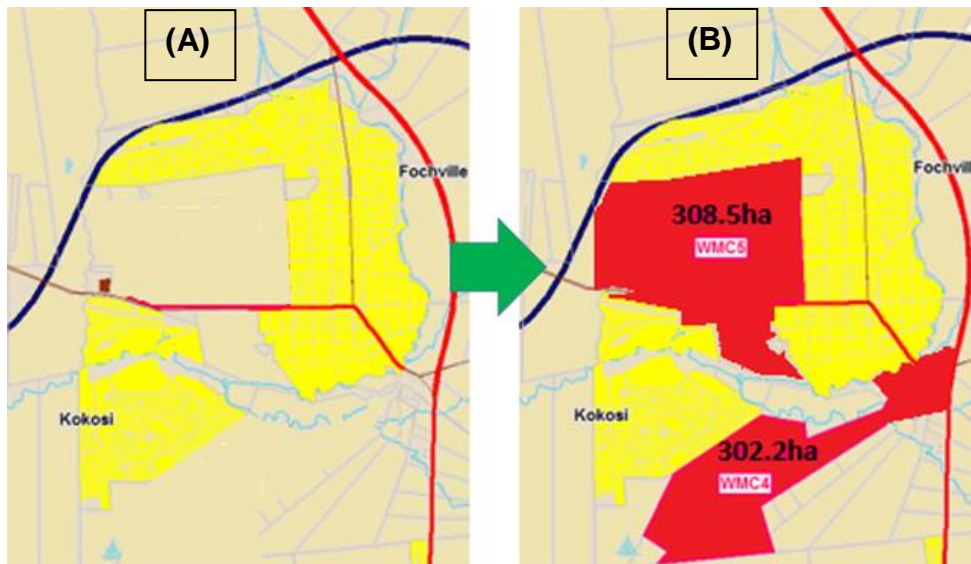 (A)
Fochville
Kokosi
(B)
Fochvill
308.5ha
WMC5
Kokosi
302.2ha
WMC4